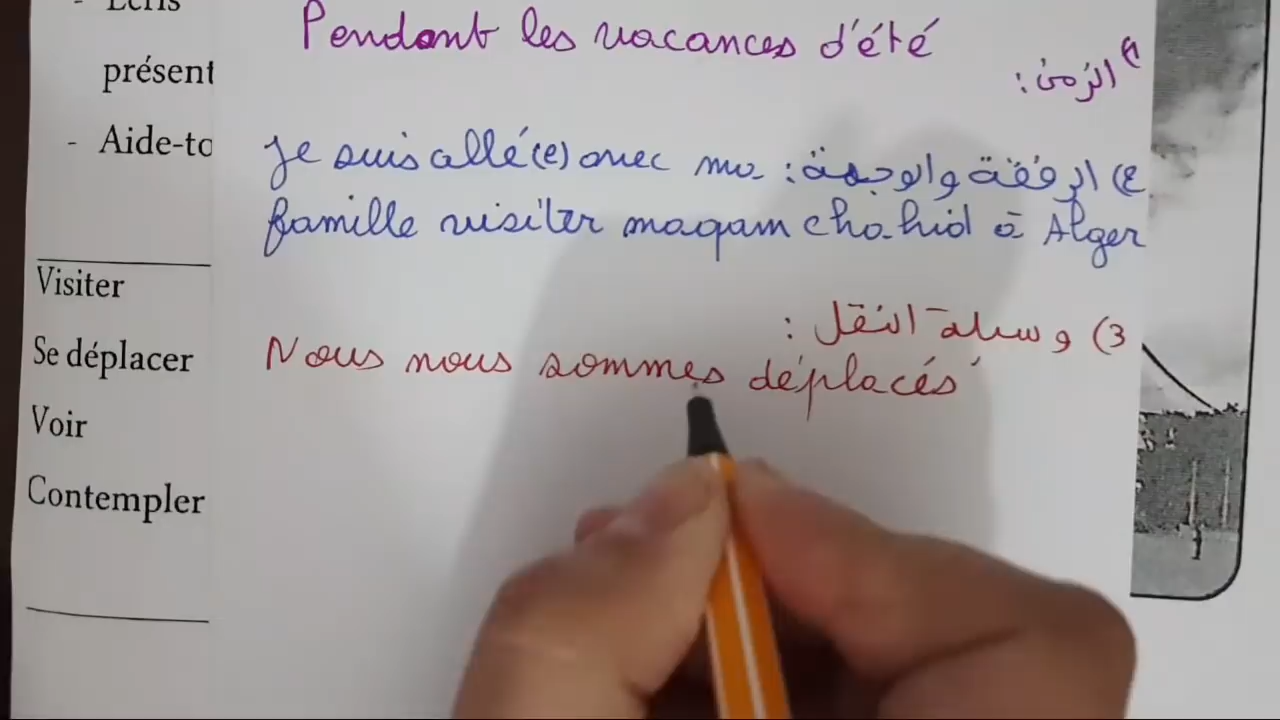 - Ecris
présent
- Aide-to
Visiter
Se déplacer
Voir
Contempler
1) الزمن:
Pendant les vacances d'été
2) الرفقة والوجهة: Je suis allé(e) avec ma
famille visiter maqam chahid à Alger
3) وسيلة النقل:
Nous nous sommes déplacés